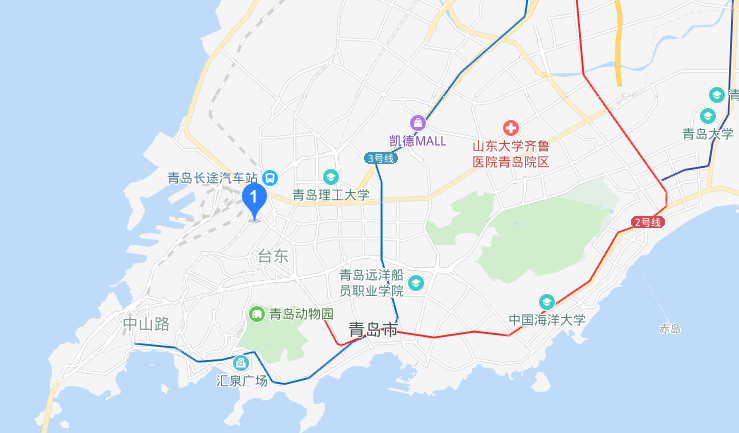 青
青岛大学
凯德MALL
山东大学齐鲁
医院青岛院区
3号线
青岛长途汽车站
青岛理工大学
1
2号线
台东
青岛远洋船
员职业学院
青岛动物园
中国海洋大学
中山路
青岛市
赤岛
汇泉广场